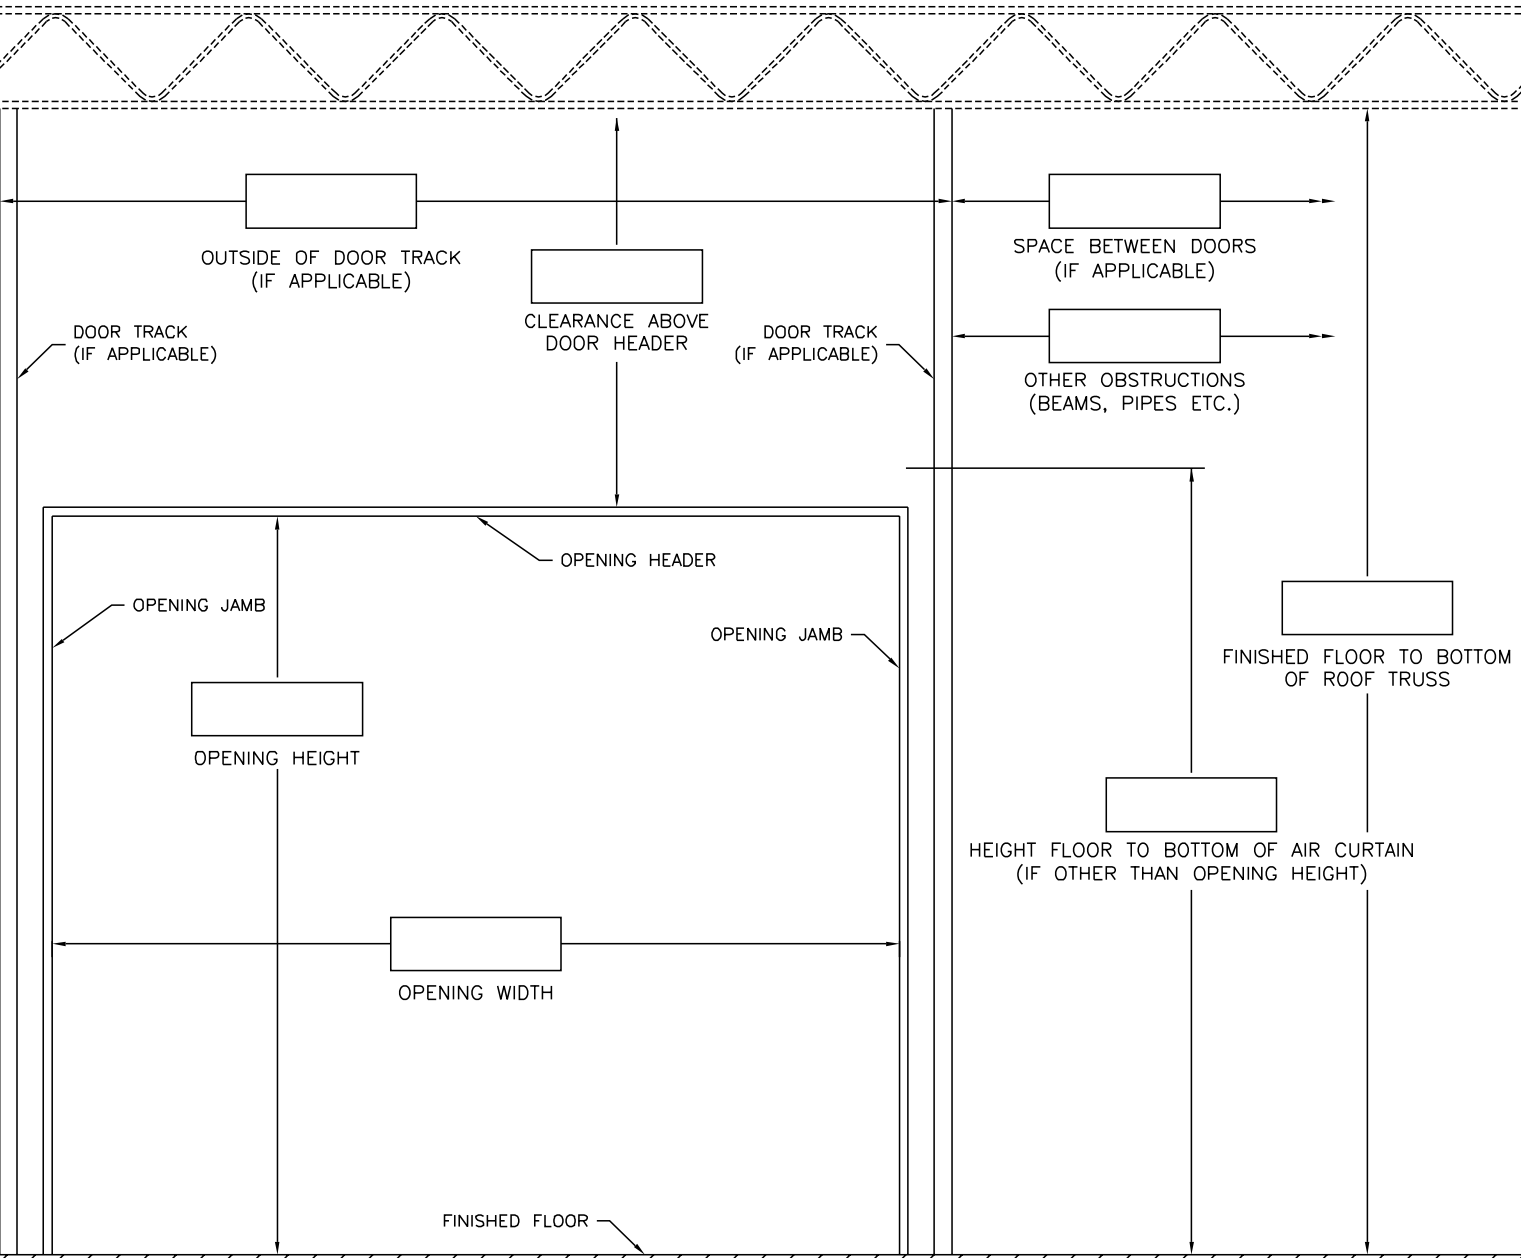 OUTSIDE OF DOOR TRACK
(IF APPLICABLE)
SPACE BETWEEN DOORS
(IF APPLICABLE)
CLEARANCE ABOVE
DOOR HEADER
DOOR TRACK
(IF APPLICABLE)
DOOR TRACK
(IF APPLICABLE)
OTHER OBSTRUCTIONS
(BEAMS, PIPES ETC.)
OPENING HEADER
OPENING JAMB
OPENING JAMB
FINISHED FLOOR TO BOTTOM
OF ROOF TRUSS
OPENING HEIGHT
HEIGHT FLOOR TO BOTTOM OF AIR CURTAIN
(IF OTHER THAN OPENING HEIGHT)
OPENING WIDTH
FINISHED FLOOR